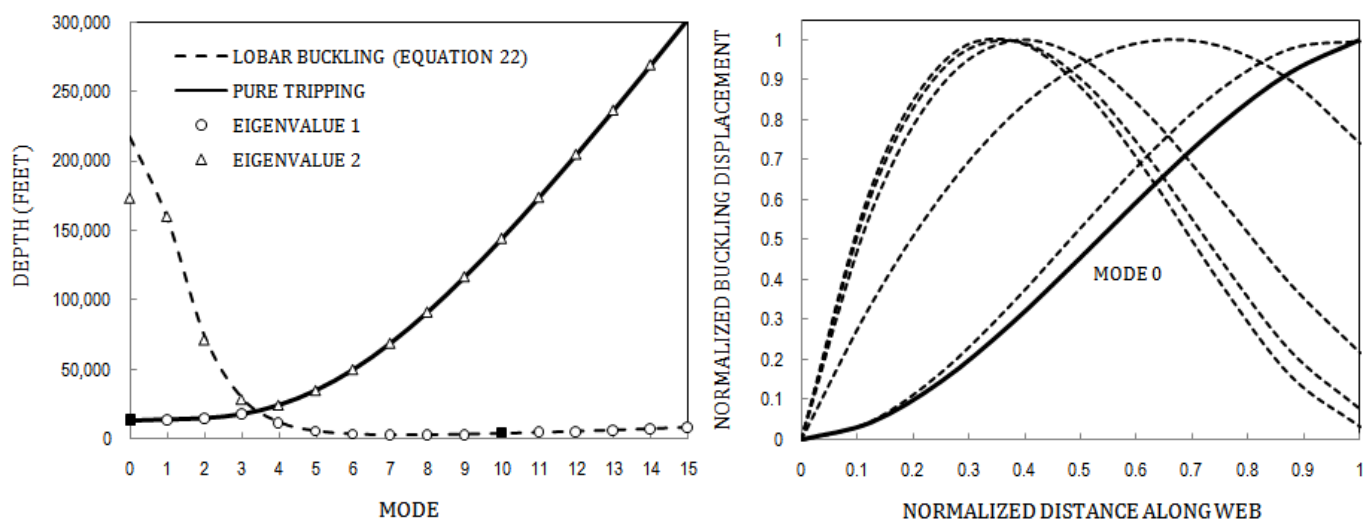 300,000
250,000
200,000
150,000
100,000
50,000
0
DEPTH (FEET)
LOBAR BUCKLING (EQUATION 22)
PURE TRIPPING
EIGENVALUE 1
EIGENVALUE 2
0 1 2 3 4 5 6 7 8 9 10 11 12 13 14 15
MODE
NORMALIZED BUCKLING DISPLACEMENT
1
0.9
0.8
0.7
0.6
0.5
0.4
0.3
0.2
0.1
0
MODE 0
0 0.1 0.2 0.3 0.4 0.5 0.6 0.7 0.8 0.9 1
NORMALIZED DISTANCE ALONG WEB